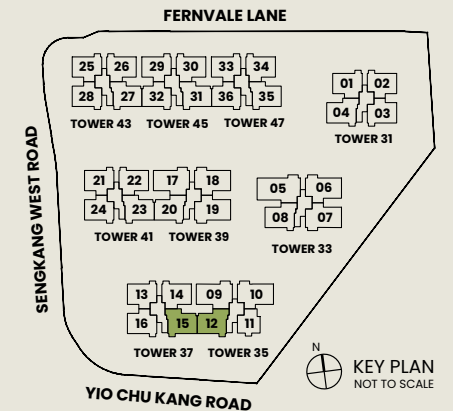 FERNVALE LANE
25 26 29 30 33 34
01 02
28 27 32 31 36 35
04 03
TOWER 43 TOWER 45 TOWER 47
TOWER 31
SENGKANG WEST ROAD
21 22 17 18
05 06
24 23 20 19
08 07
TOWER 41 TOWER 39
TOWER 33
13 14 09 10
16 15 12 11
N
TOWER 37 TOWER 35
KEY PLAN
NOT TO SCALE
YIO CHU KANG ROAD